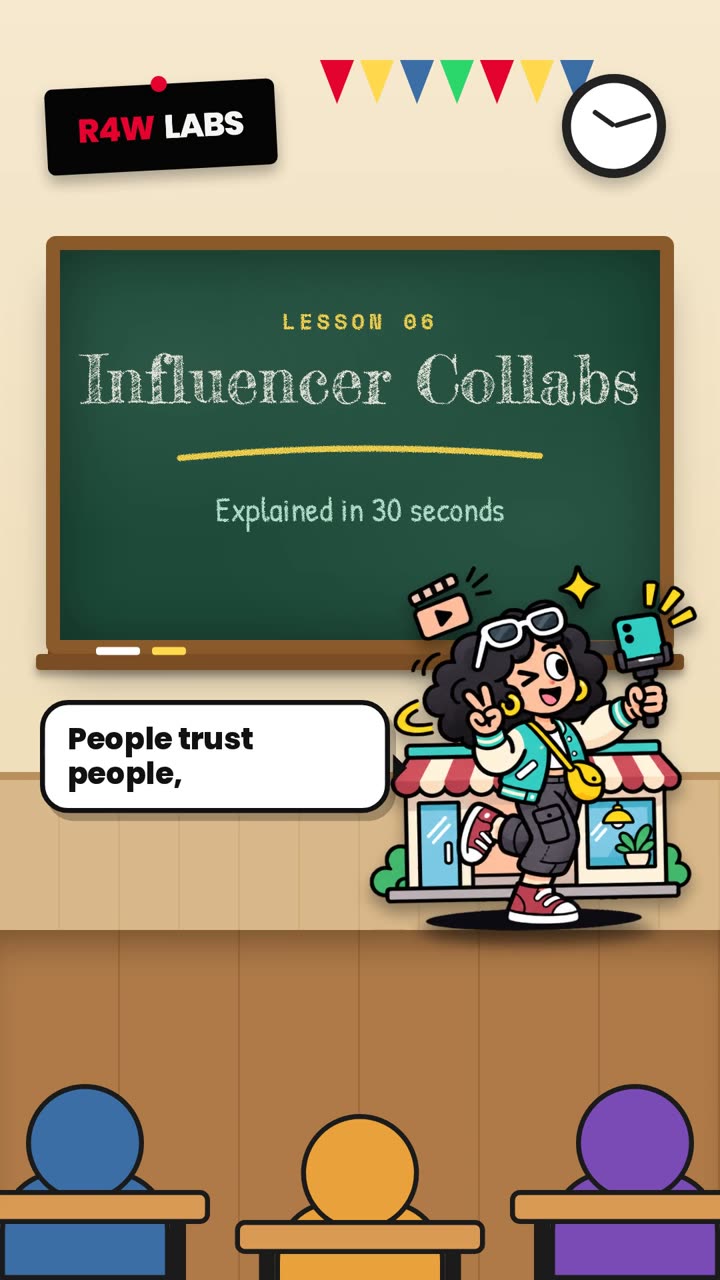 R4W LABS
LESSON 06
Influencer Collabs
Explained in 30 seconds
People trust
people,